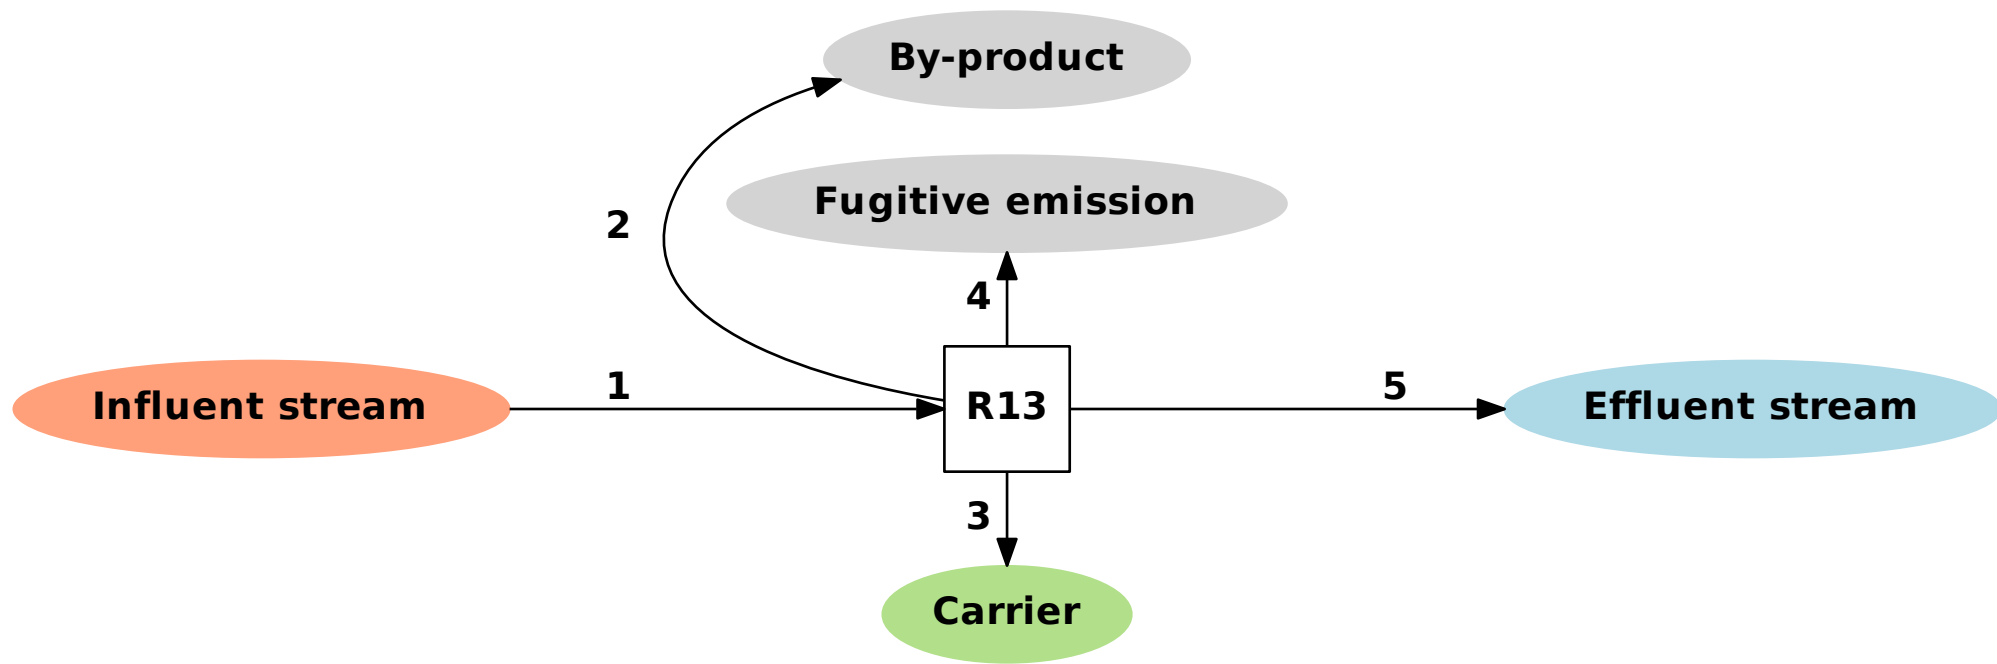 By-product
Fugitive emission
2
4
Influent stream
1
R13
5
Effluent stream
3
Carrier